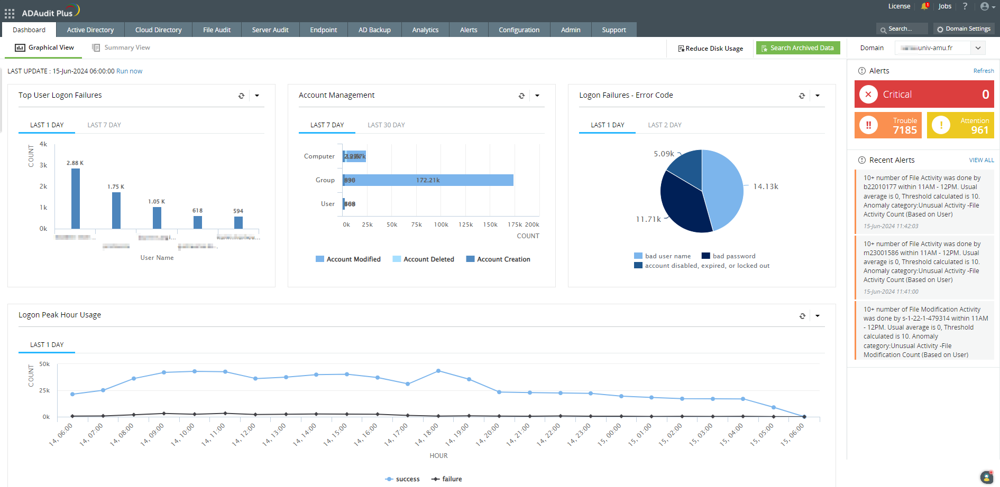 ADAudit Plus
License
1
Jobs
?
Dashboard
Active Directory
Cloud Directory
File Audit
Server Audit
Endpoint
AD Backup
Analytics
Alerts
Configuration
Admin
Support
Search...
Domain Settings
Graphical View
Summary View
Reduce Disk Usage
Search Archived Data
Domain
univ-amu.fr
LAST UPDATE : 15-Jun-2024 06:00:00 Run now
Top User Logon Failures
LAST 1 DAY
LAST 7 DAY
COUNT
4k
3k
2k
1k
0k
2.88 K
1.75 K
1.05 K
618
594
User Name
Account Management
LAST 7 DAY
LAST 30 DAY
Computer
Group
172.21k
User
0k
25k
50k
75k
100k
125k
150k
175k
200k
COUNT
Account Modified
Account Deleted
Account Creation
Logon Failures - Error Code
LAST 1 DAY
LAST 2 DAY
5.09k
14.13k
11.71k
bad user name
bad password
account disabled, expired, or locked out
Alerts
Refresh
Critical
0
!!
Trouble
7185
!
Attention
961
Recent Alerts
VIEW ALL
10+ number of File Activity was done by
b22010177 within 11AM - 12PM. Usual
average is 0, Threshold calculated is 10.
Anomaly category:Unusual Activity -File
Activity Count (Based on User)
15-Jun-2024 11:42:03
10+ number of File Activity was done by
m23001586 within 11AM - 12PM. Usual
average is 0, Threshold calculated is 10.
Anomaly category:Unusual Activity -File
Activity Count (Based on User)
15-Jun-2024 11:41:00
10+ number of File Modification Activity
was done by s-1-22-1-479314 within 11AM
- 12PM. Usual average is 0, Threshold
calculated is 10. Anomaly
category:Unusual Activity -File
Modification Count (Based on User)
Logon Peak Hour Usage
LAST 1 DAY
COUNT
50k
25k
0k
14, 06:00
14, 07:00
14, 08:00
14, 09:00
14, 10:00
14, 11:00
14, 12:00
14, 13:00
14, 14:00
14, 15:00
14, 16:00
14, 17:00
14, 18:00
14, 19:00
14, 20:00
14, 21:00
14, 22:00
14, 23:00
15, 00:00
15, 01:00
15, 02:00
15, 03:00
15, 04:00
15, 05:00
15, 06:00
HOUR
success
failure